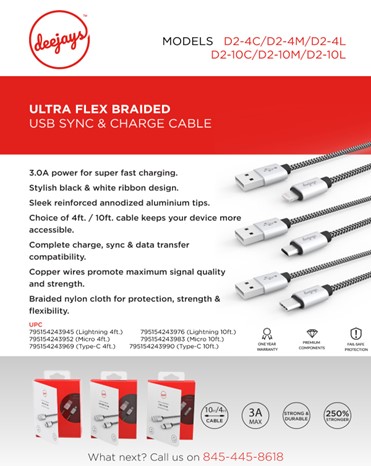 deejays
MODELS D2-4C/D2-4M/D2-4L
D2-10C/D2-10M/D2-10L
ULTRA FLEX BRAIDED
USB SYNC & CHARGE CABLE
3.0A power for super fast charging.
Stylish black & white ribbon design.
Sleek reinforced annodized aluminium tips.
Choice of 4ft. / 10ft. cable keeps your device more
accessible.
Complete charge, sync & data transfer
compatibility.
Copper wires promote maximum signal quality
and strength.
Braided nylon cloth for protection, strength &
flexibility.
UPC
795154243945 (Lightning 4ft.) 795154243976 (Lightning 10ft.)
795154243952 (Micro 4ft.) 795154243983 (Micro 10ft.)
795154243969 (Type-C 4ft.) 795154243990 (Type-C 10ft.)
ONE YEAR
WARRANTY
PREMIUM
COMPONENTS
FAIL-SAFE
PROTECTION
10ft/4ft
CABLE
3A
MAX
STRONG &
DURABLE
250%
STRONGER
What next? Call us on 845-445-8618